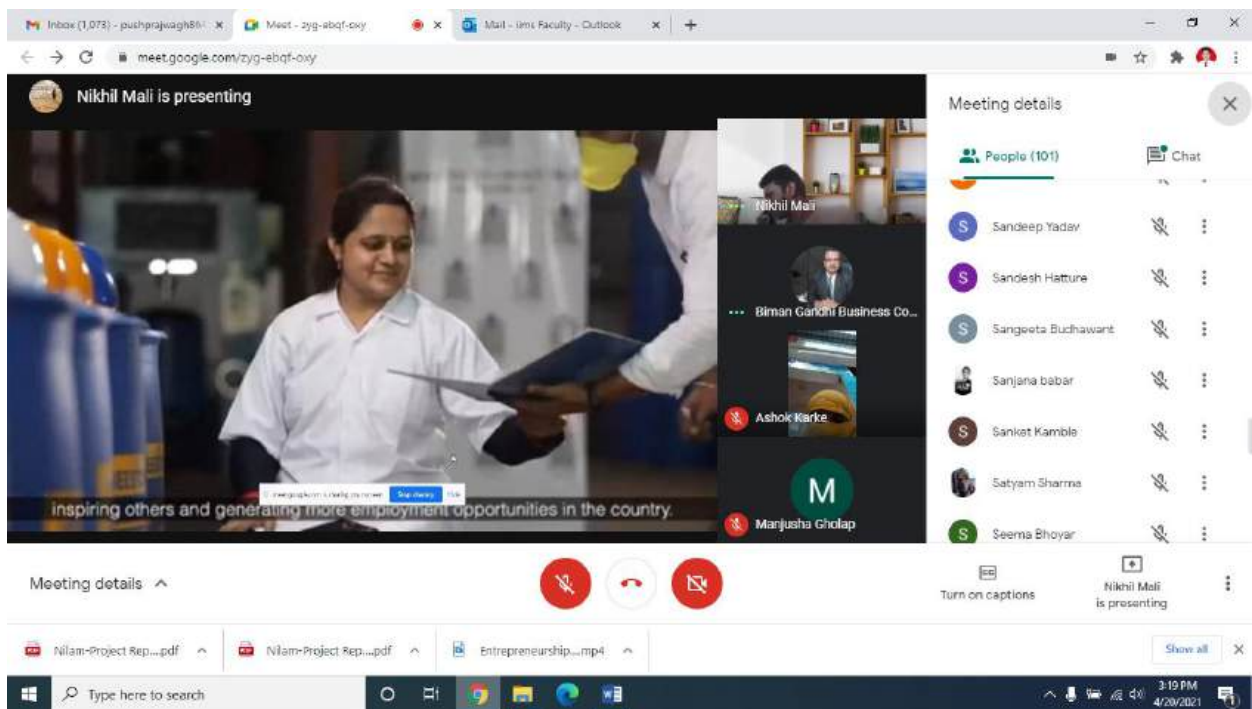 Inbox (1,073) - pushprajwagh86
Meet - zyg-ebqf-oxy
Mail - iims Faculty - Outlook
meet.google.com/zyg-ebqf-oxy
Nikhil Mali is presenting
Meeting details
People (101)
Chat
Nikhil Mali
Sandeep Yadav
Sandesh Hatture
Biman Gandhi Business Co...
Sangeeta Budhawant
Sanjana babar
Ashok Karke
Sanket Kamble
M
Satyam Sharma
Manjusha Gholap
Seema Bhoyar
Stop sharing
Hide
inspiring others and generating more employment opportunities in the country.
Meeting details
Turn on captions
Nikhil Mali
is presenting
Nilam-Project Rep....pdf
Nilam-Project Rep....pdf
Entrepreneurship....mp4
Show all
Type here to search
3:19 PM
4/20/2021